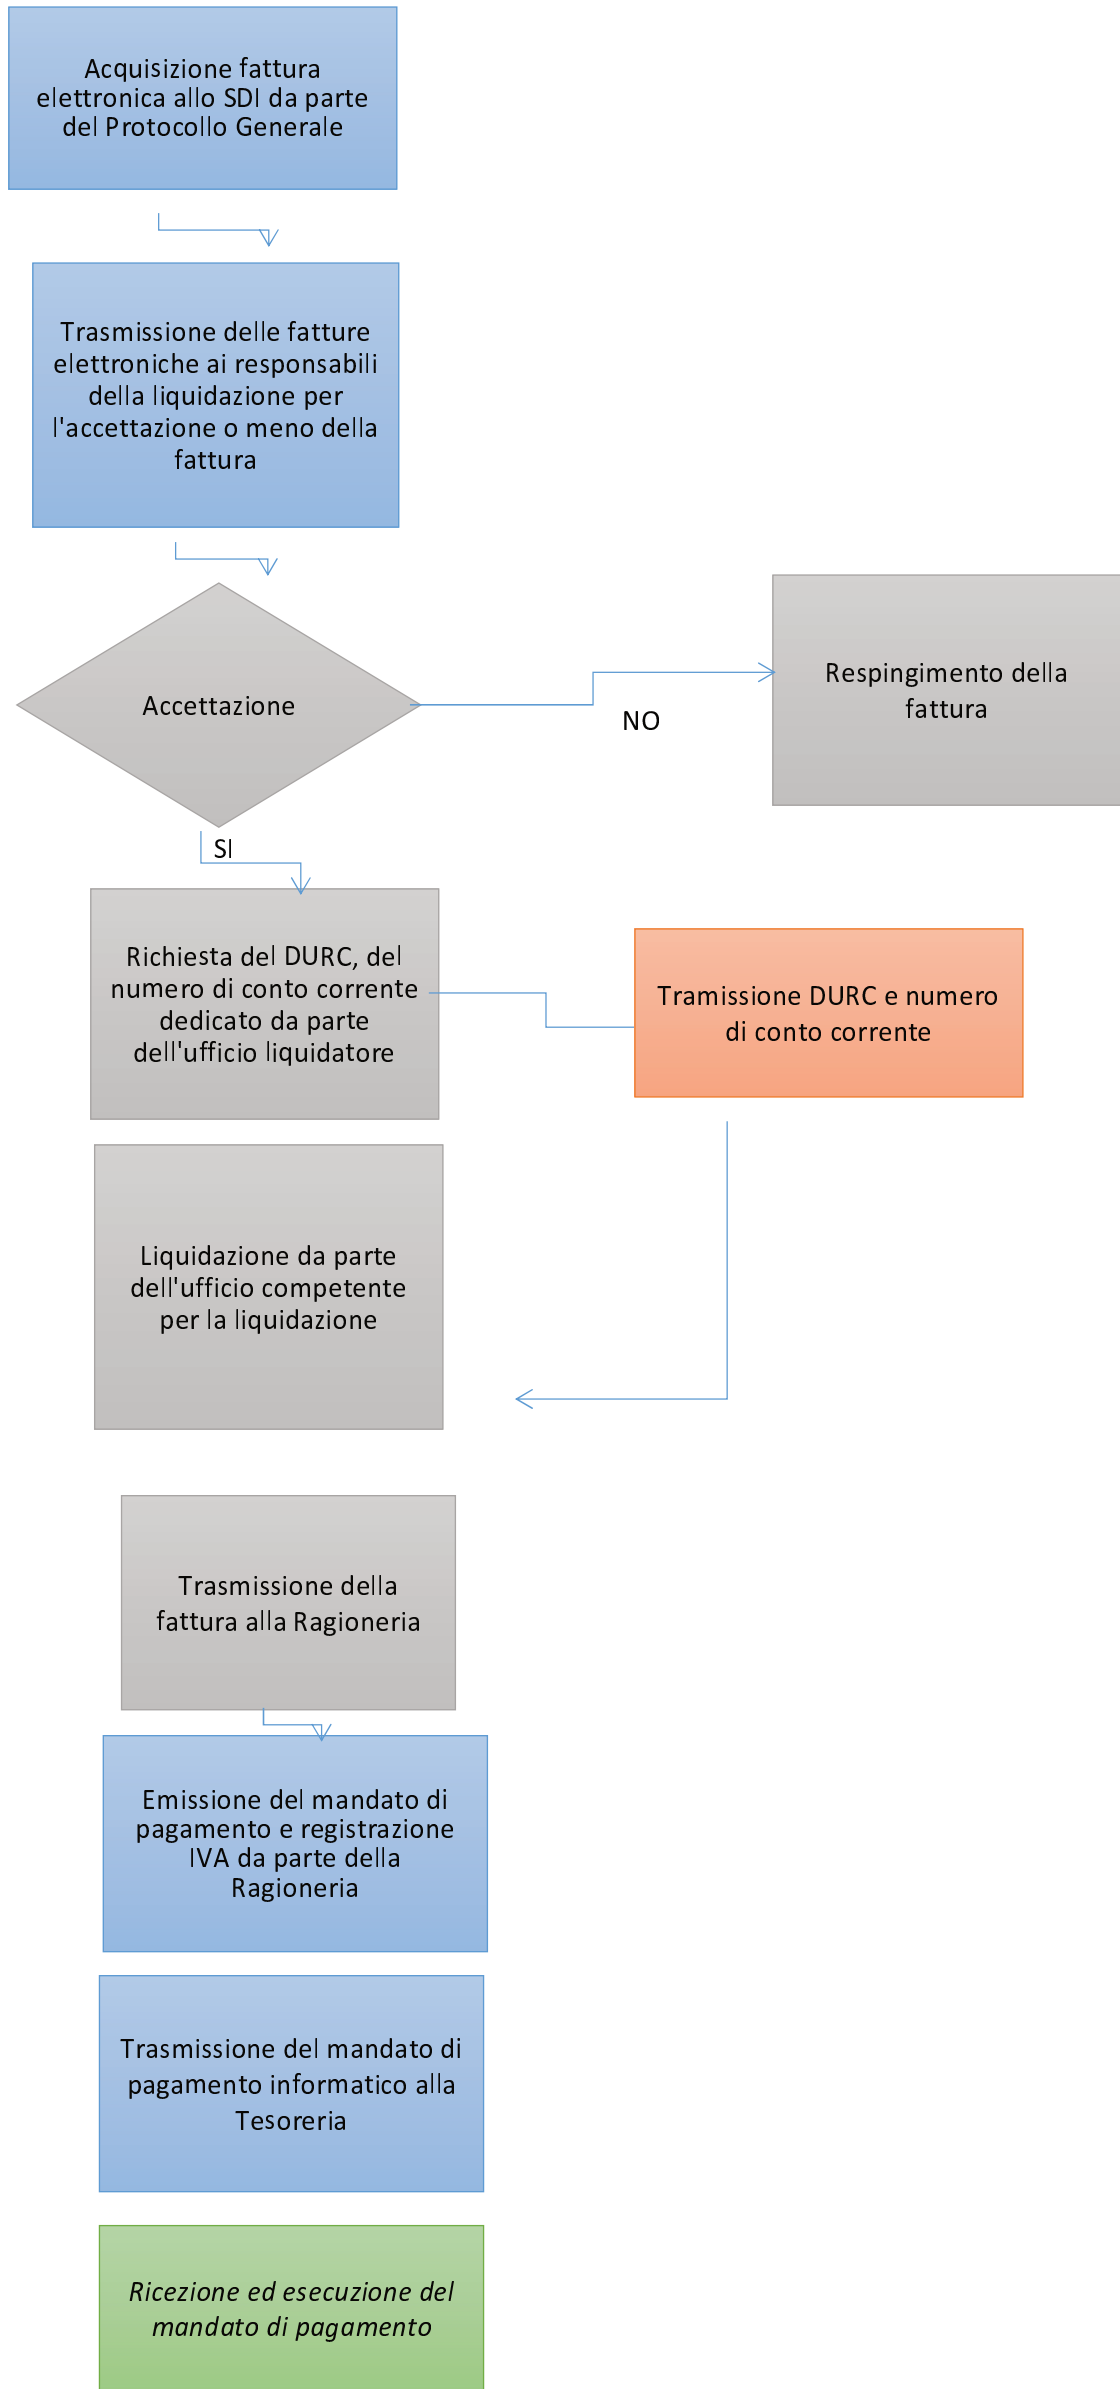 Acquisizione fattura
elettronica allo SDI da parte
del Protocollo Generale
Trasmissione delle fatture
elettroniche ai responsabili
della liquidazione per
l'accettazione o meno della
fattura
Accettazione
NO
Respingimento della
fattura
SI
Richiesta del DURC, del
numero di conto corrente
dedicato da parte
dell'ufficio liquidatore
Tramissione DURC e numero
di conto corrente
Liquidazione da parte
dell'ufficio competente
per la liquidazione
Trasmissione della
fattura alla Ragioneria
Emissione del mandato di
pagamento e registrazione
IVA da parte della
Ragioneria
Trasmissione del mandato di
pagamento informatico alla
Tesoreria
Ricezione ed esecuzione del
mandato di pagamento